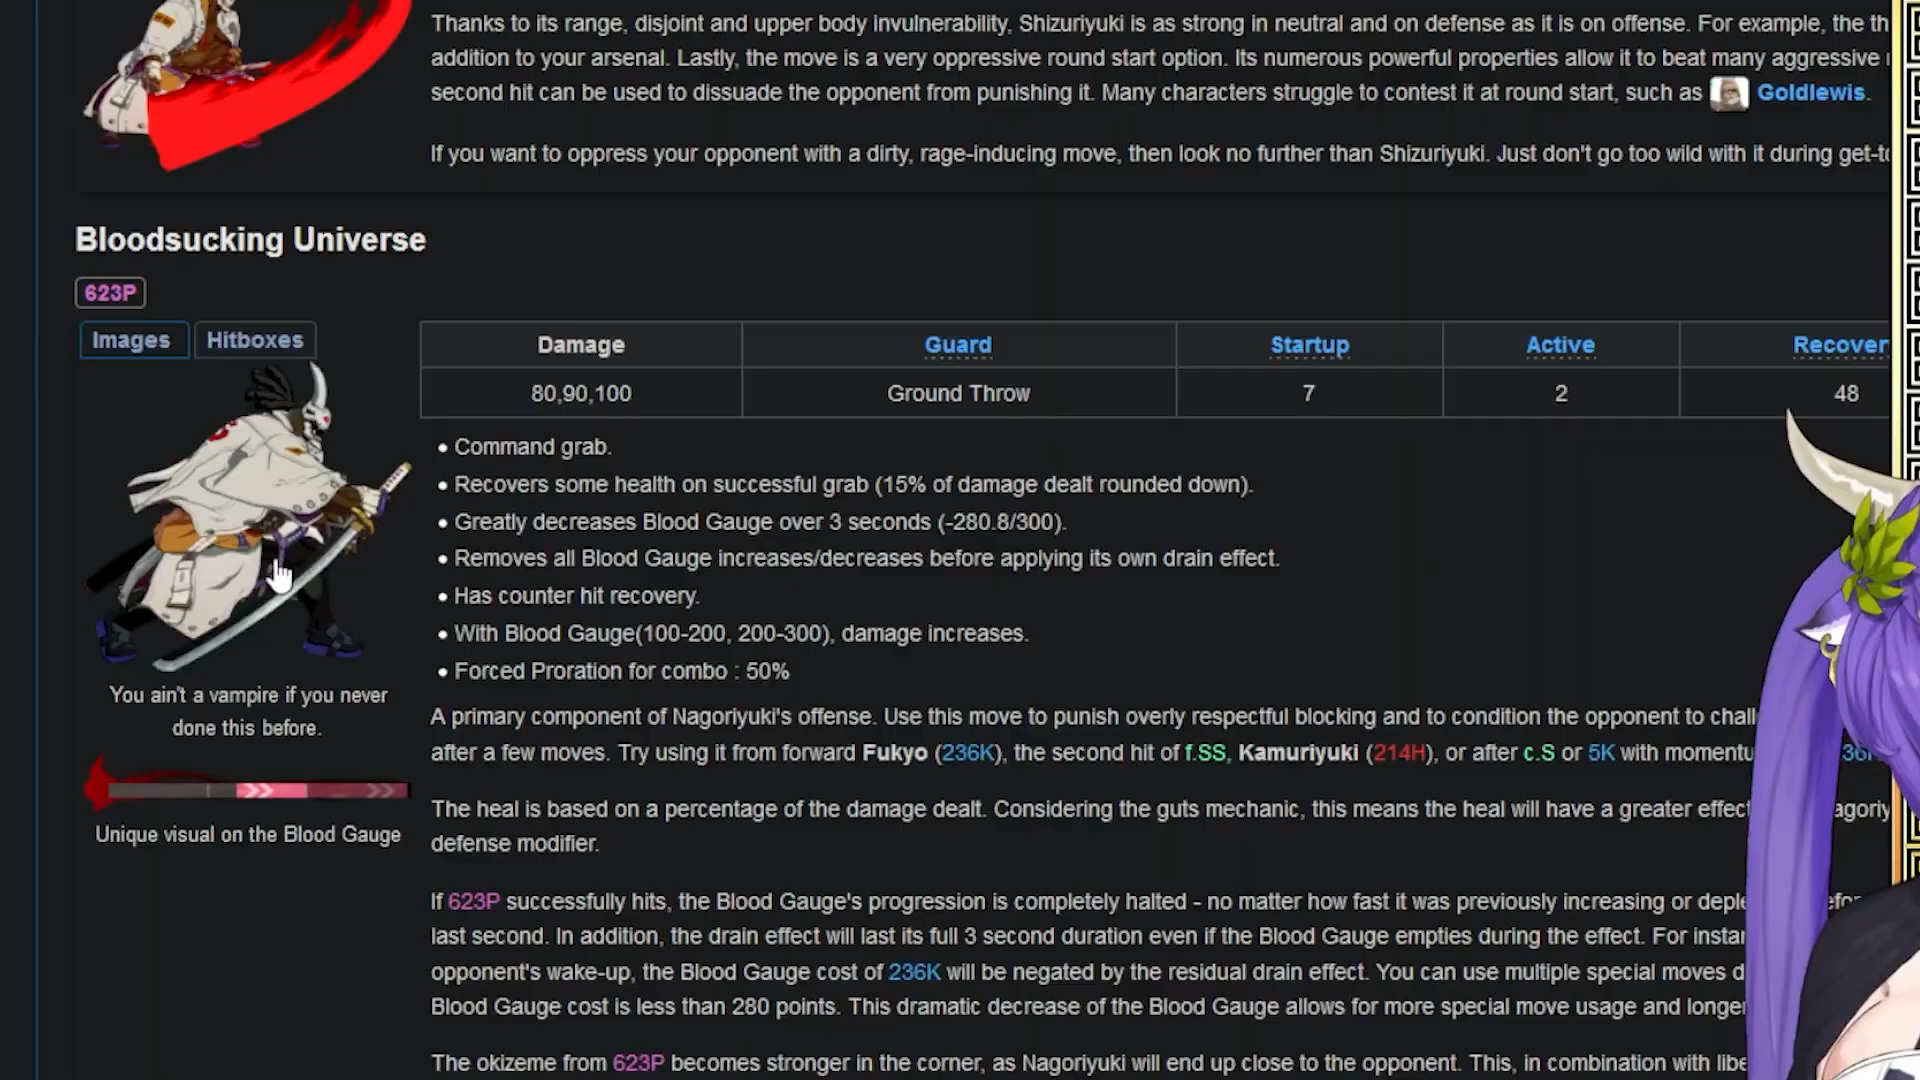 Thanks to its range, disjoint and upper body invulnerability, Shizuriyuki is as strong in neutral and on defense as it is on offense. For example, the th
addition to your arsenal. Lastly, the move is a very oppressive round start option. Its numerous powerful properties allow it to beat many aggressive
second hit can be used to dissuade the opponent from punishing it. Many characters struggle to contest it at round start, such as Goldlewis.
If you want to oppress your opponent with a dirty, rage-inducing move, then look no further than Shizuriyuki. Just don't go too wild with it during get-to
Bloodsucking Universe
623P
Images Hitboxes
Damage Guard Startup Active Recover
80,90,100 Ground Throw 7 2 48
• Command grab.
• Recovers some health on successful grab (15% of damage dealt rounded down).
• Greatly decreases Blood Gauge over 3 seconds (-280.8/300).
• Removes all Blood Gauge increases/decreases before applying its own drain effect.
• Has counter hit recovery.
• With Blood Gauge(100-200, 200-300), damage increases.
• Forced Proration for combo : 50%
You ain't a vampire if you never
done this before.
Unique visual on the Blood Gauge
A primary component of Nagoriyuki's offense. Use this move to punish overly respectful blocking and to condition the opponent to chall
after a few moves. Try using it from forward Fukyo (236K), the second hit of f.SS, Kamuriyuki (214H), or after c.S or 5K with momentu 36K
The heal is based on a percentage of the damage dealt. Considering the guts mechanic, this means the heal will have a greater effect agoriy
defense modifier.
If 623P successfully hits, the Blood Gauge's progression is completely halted - no matter how fast it was previously increasing or deple efor
last second. In addition, the drain effect will last its full 3 second duration even if the Blood Gauge empties during the effect. For instan
opponent's wake-up, the Blood Gauge cost of 236K will be negated by the residual drain effect. You can use multiple special moves d
Blood Gauge cost is less than 280 points. This dramatic decrease of the Blood Gauge allows for more special move usage and longer
The okizeme from 623P becomes stronger in the corner, as Nagoriyuki will end up close to the opponent. This, in combination with libe